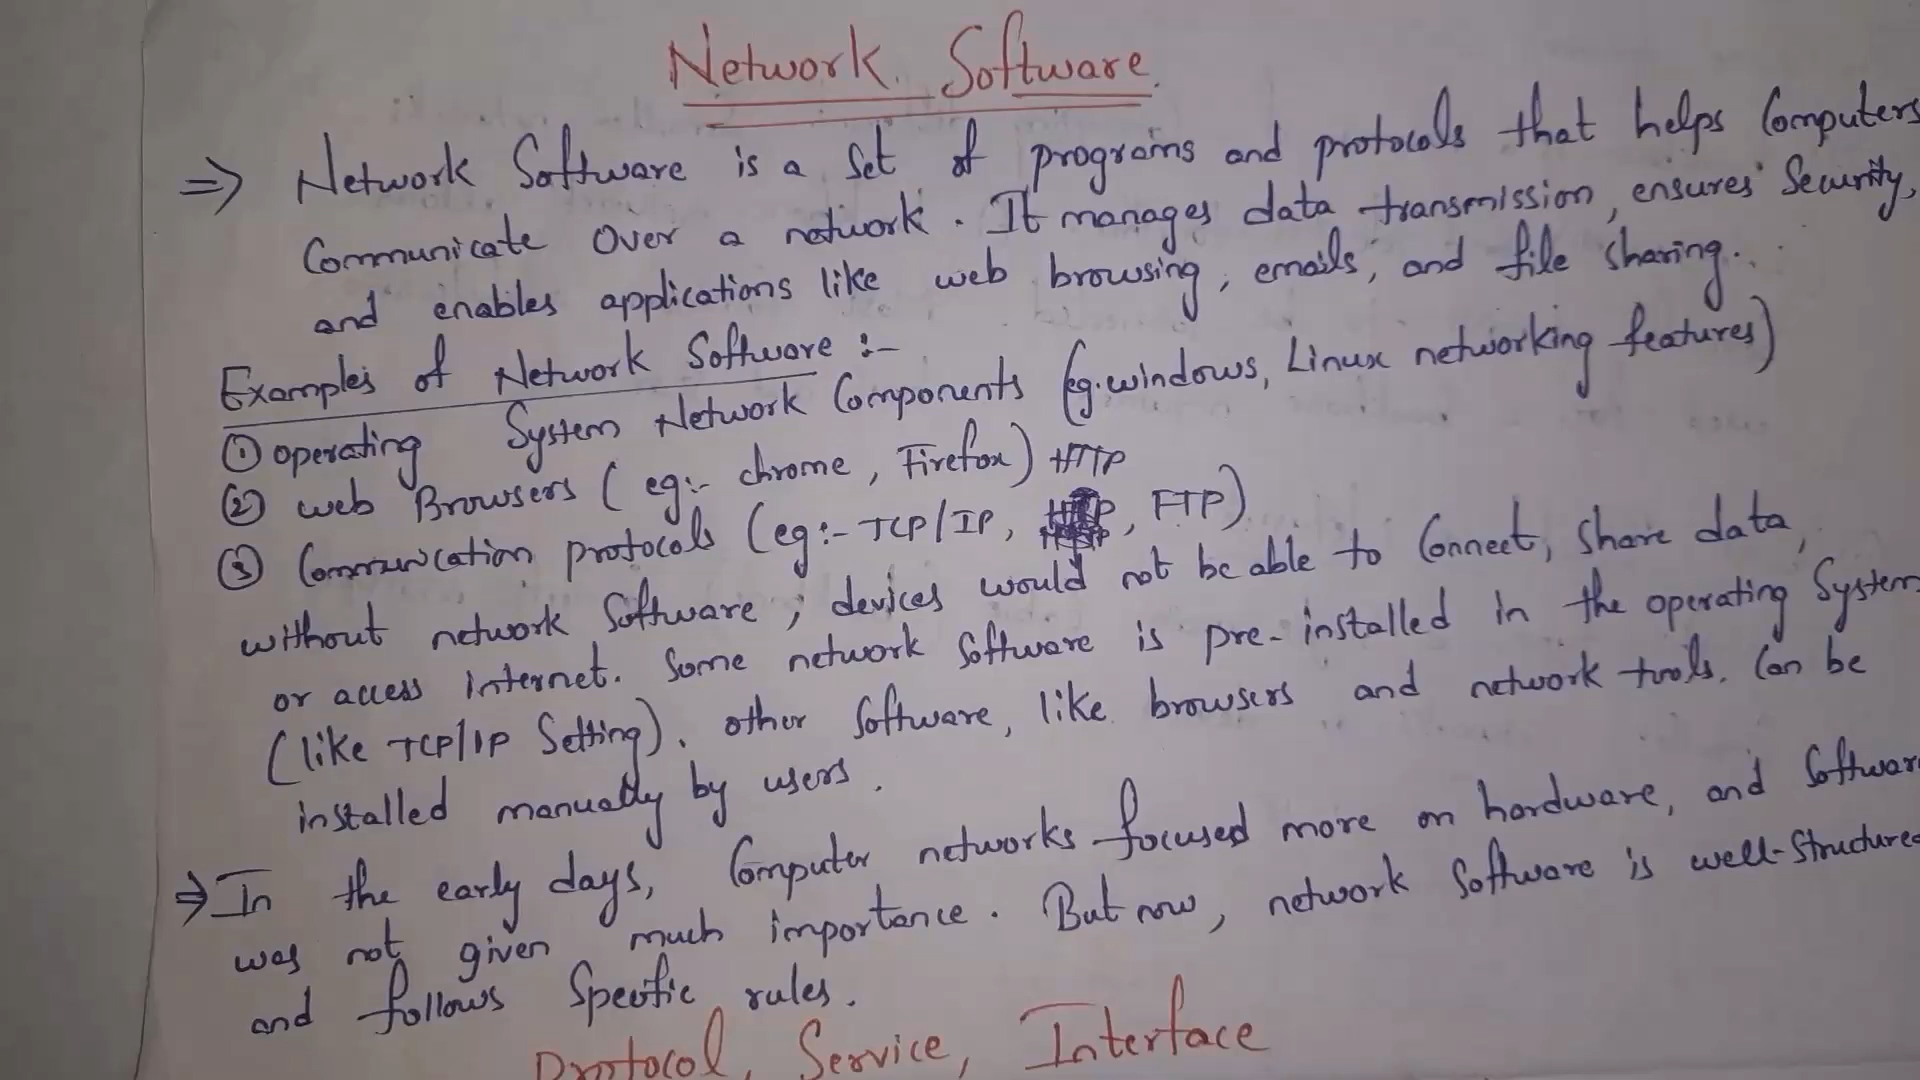 Network Software
⇒ Network Software is a Set of programs and protocols that helps Computers
Communicate Over a network. It manages data transmission, ensures Security,
and enables applications like web browsing, emails, and file sharing.
Examples of Network Software :-
① operating System Network Components (eg. windows, Linux networking features)
② web Browsers (eg:- chrome, Firefox) HTTP
③ Communication protocols (eg:- TCP/IP, , FTP)
without network Software, devices would not be able to Connect, Share data,
or access internet. Some network Software is pre-installed in the operating System
(like TCP/IP Setting). other Software, like browsers and network tools. Can be
installed manually by users.
⇒ In the early days, Computer networks focused more on hardware, and Software
was not given much importance. But now, network Software is well-Structured
and follows Specific rules.
Protocol, Service, Interface